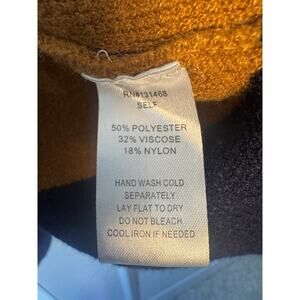 RN#131468
SELF
50% POLYESTER
32% VISCOSE
18% NYLON
HAND WASH COLD
SEPARATELY
LAY FLAT TO DRY
DO NOT BLEACH
COOL IRON IF NEEDED